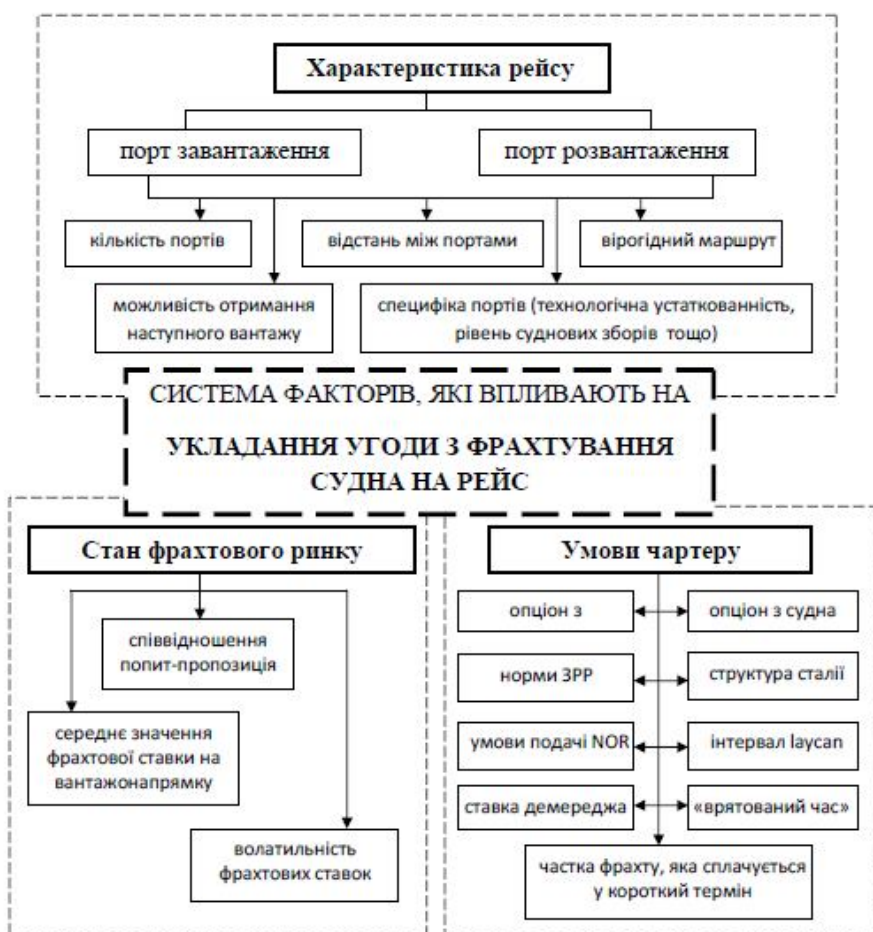 Характеристика рейсу
порт завантаження
порт розвантаження
кількість портів
відстань між портами
вірогідний маршрут
можливість отримання
наступного вантажу
специфіка портів (технологічна устаткованність,
рівень суднових зборів тощо)
СИСТЕМА ФАКТОРІВ, ЯКІ ВПЛИВАЮТЬ НА
УКЛАДАННЯ УГОДИ З ФРАХТУВАННЯ
СУДНА НА РЕЙС
Стан фрахтового ринку
співвідношення
попит-пропозиція
середнє значення
фрахтової ставки на
вантажонапрямку
волатильність
фрахтових ставок
Умови чартеру
опціон з
опціон з судна
норми ЗРР
структура сталії
умови подачі NOR
інтервал laycan
ставка демереджа
«врятований час»
частка фрахту, яка сплачується
у короткий термін